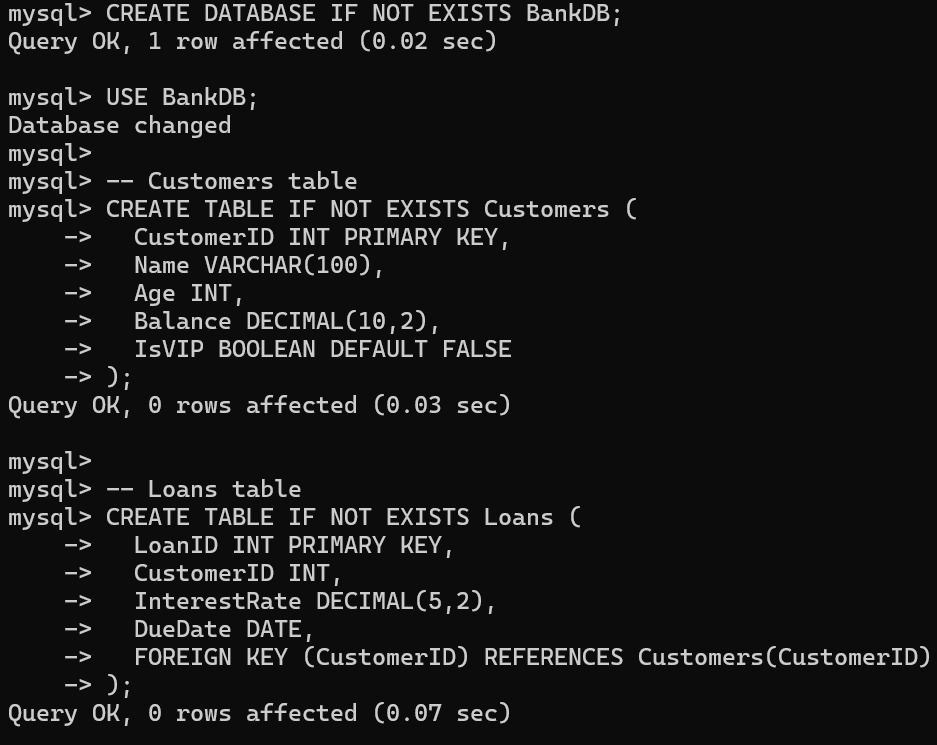 mysql> CREATE DATABASE IF NOT EXISTS BankDB;
Query OK, 1 row affected (0.02 sec)
mysql> USE BankDB;
Database changed
mysql>
mysql> -- Customers table
mysql> CREATE TABLE IF NOT EXISTS Customers (
    ->   CustomerID INT PRIMARY KEY,
    ->   Name VARCHAR(100),
    ->   Age INT,
    ->   Balance DECIMAL(10,2),
    ->   IsVIP BOOLEAN DEFAULT FALSE
    -> );
Query OK, 0 rows affected (0.03 sec)
mysql>
mysql> -- Loans table
mysql> CREATE TABLE IF NOT EXISTS Loans (
    ->   LoanID INT PRIMARY KEY,
    ->   CustomerID INT,
    ->   InterestRate DECIMAL(5,2),
    ->   DueDate DATE,
    ->   FOREIGN KEY (CustomerID) REFERENCES Customers(CustomerID)
    -> );
Query OK, 0 rows affected (0.07 sec)